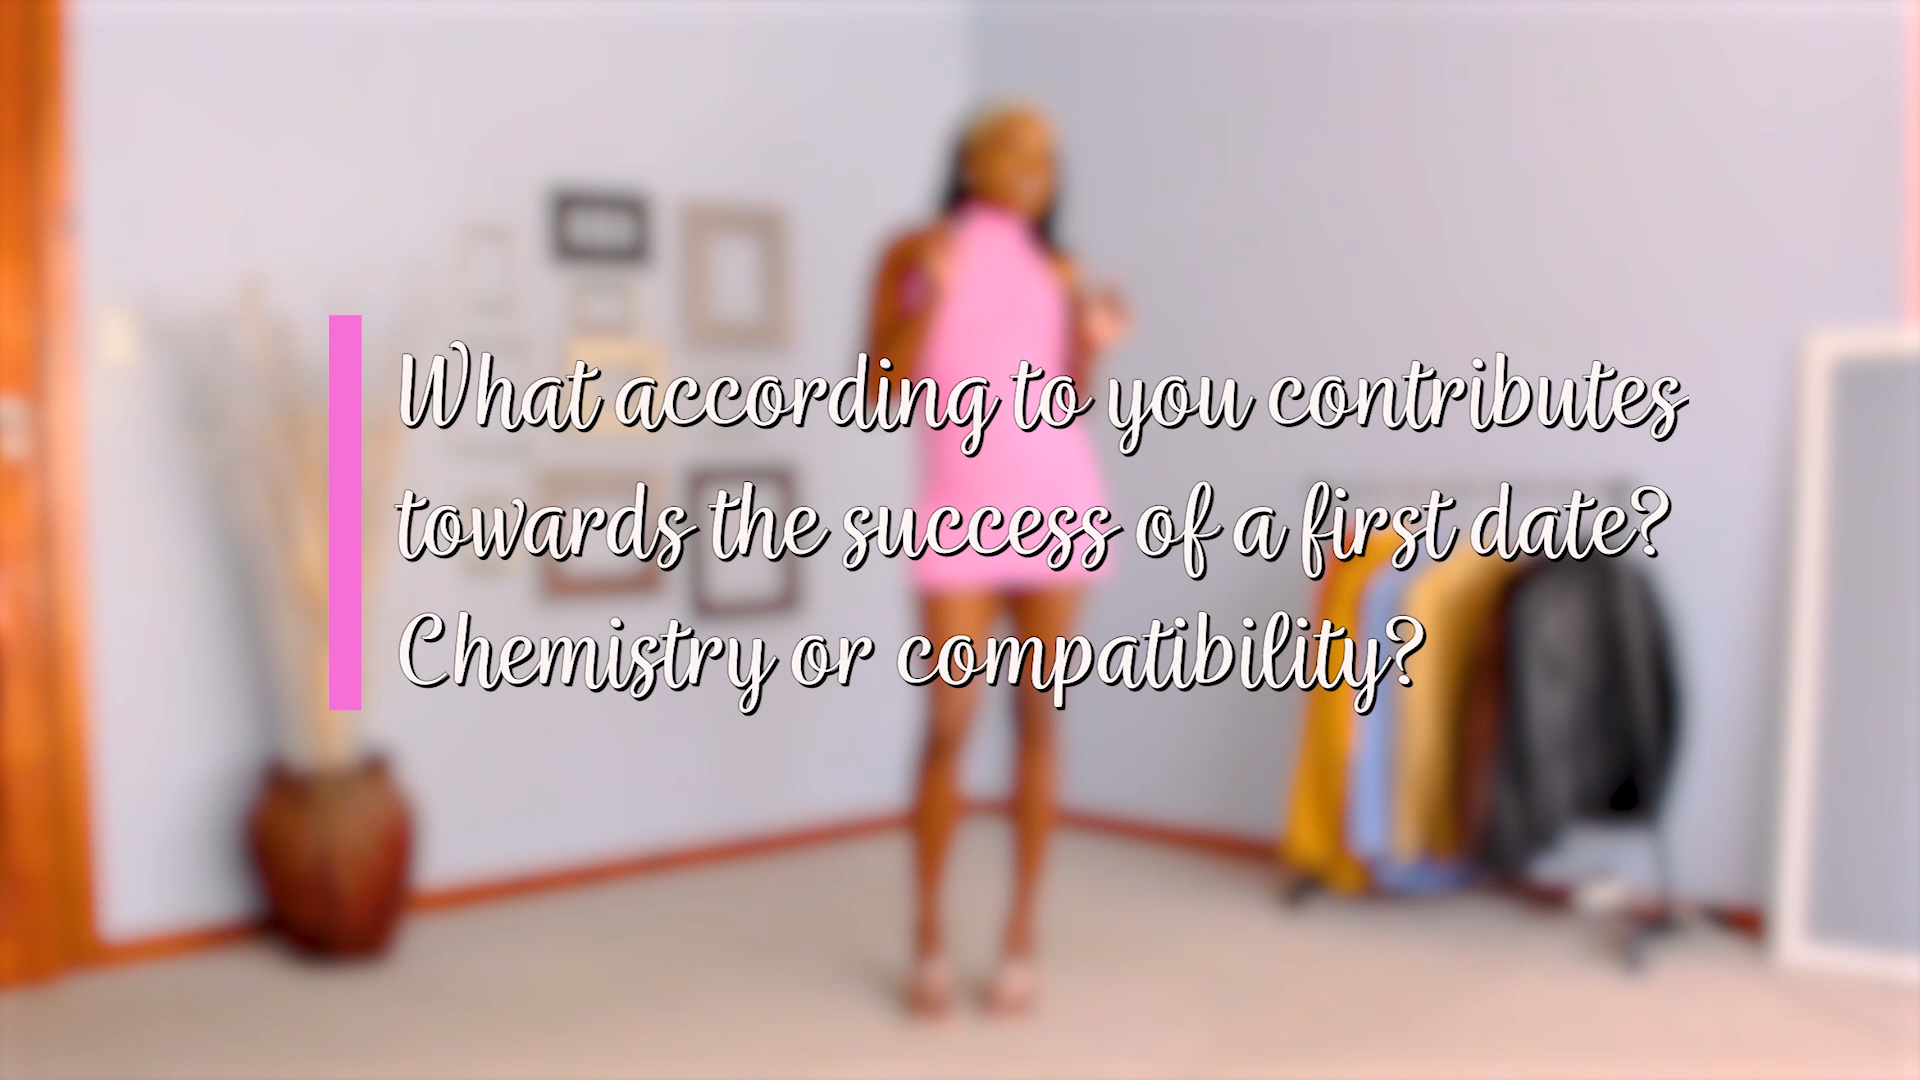 What according to you contributes
towards the success of a first date?
Chemistry or compatibility?